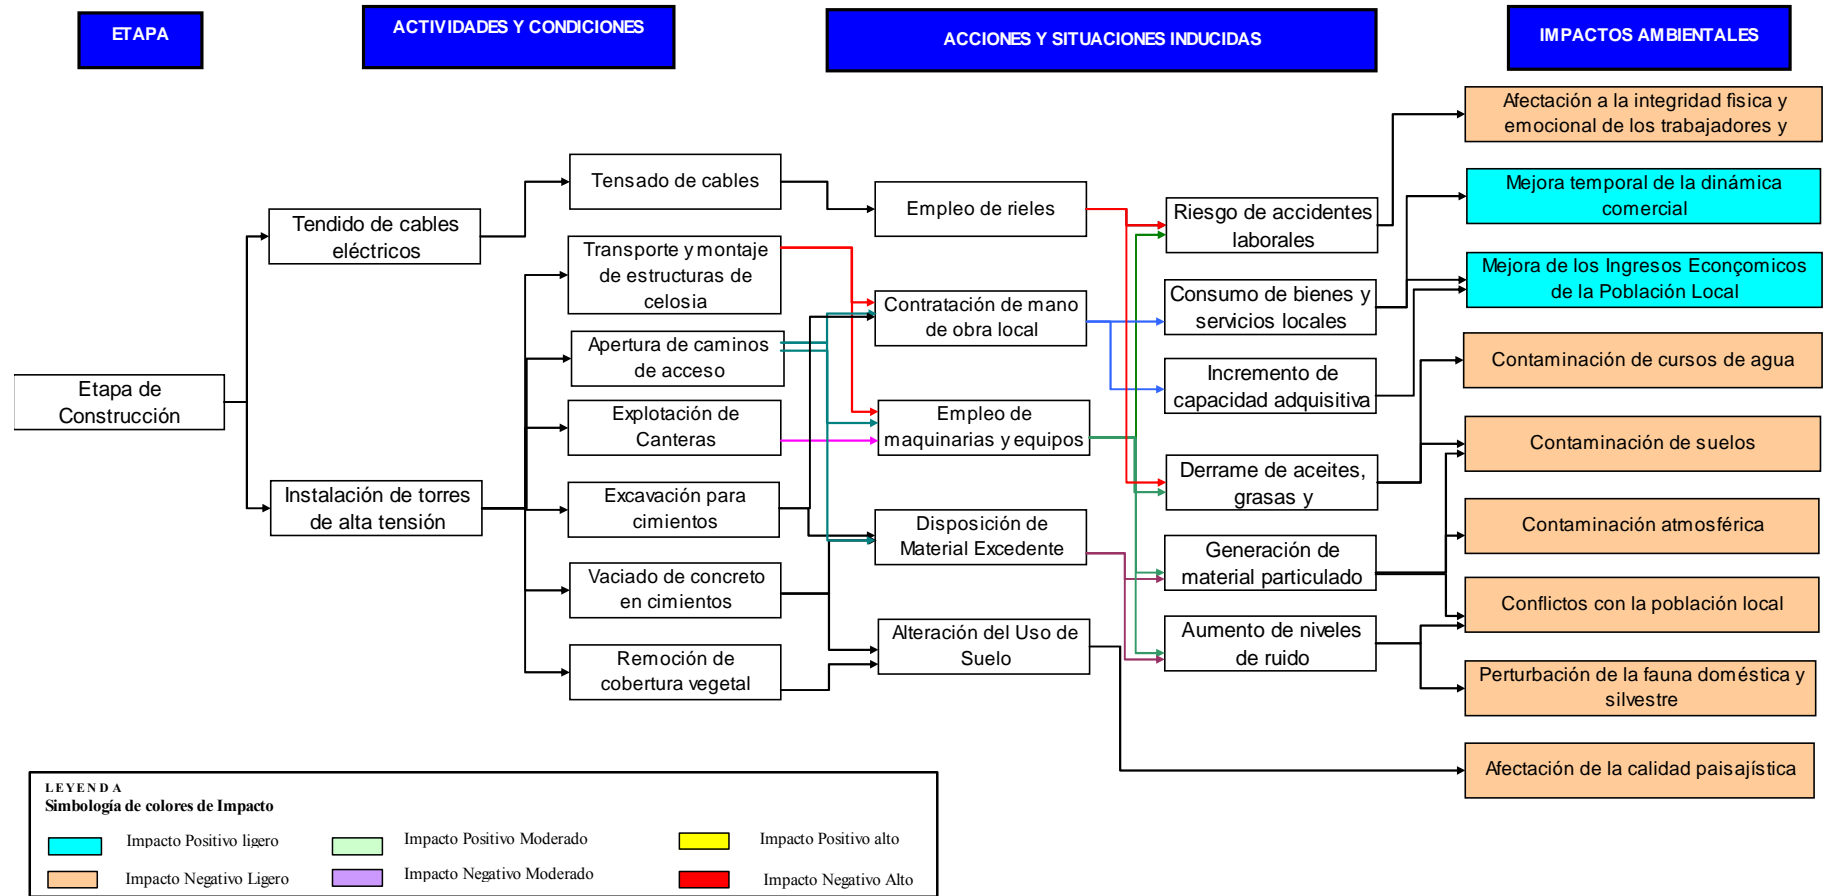 ETAPA
ACTIVIDADES Y CONDICIONES
ACCIONES Y SITUACIONES INDUCIDAS
IMPACTOS AMBIENTALES
Etapa de
Construcción
Tendido de cables
eléctricos
Instalación de torres
de alta tensión
Tensado de cables
Transporte y montaje
de estructuras de
celosia
Apertura de caminos
de acceso
Explotación de
Canteras
Excavación para
cimientos
Vaciado de concreto
en cimientos
Remoción de
cobertura vegetal
Empleo de rieles
Contratación de mano
de obra local
Empleo de
maquinarias y equipos
Disposición de
Material Excedente
Alteración del Uso de
Suelo
Riesgo de accidentes
laborales
Consumo de bienes y
servicios locales
Incremento de
capacidad adquisitiva
Derrame de aceites,
grasas y
Generación de
material particulado
Aumento de niveles
de ruido
Afectación a la integridad física y
emocional de los trabajadores y
Mejora temporal de la dinámica
comercial
Mejora de los Ingresos Econçomicos
de la Población Local
Contaminación de cursos de agua
Contaminación de suelos
Contaminación atmosférica
Conflictos con la población local
Perturbación de la fauna doméstica y
silvestre
Afectación de la calidad paisajística
LEYENDA
Simbología de colores de Impacto
Impacto Positivo ligero
Impacto Positivo Moderado
Impacto Positivo alto
Impacto Negativo Ligero
Impacto Negativo Moderado
Impacto Negativo Alto